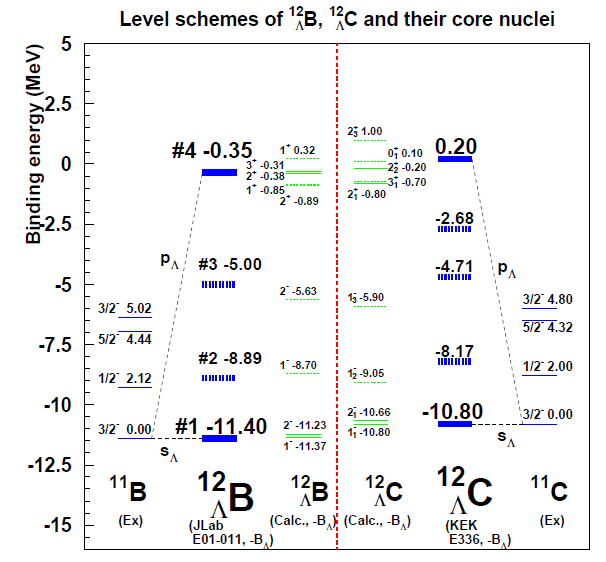 Level schemes of ¹²ΛB, ¹²ΛC and their core nuclei
Binding energy (MeV)
5
2.5
0
-2.5
-5
-7.5
-10
-12.5
-15
#4 -0.35
#3 -5.00
#2 -8.89
#1 -11.40
pΛ
sΛ
3/2⁻ 5.02
5/2⁻ 4.44
1/2⁻ 2.12
3/2⁻ 0.00
1⁺ 0.32
3⁺ -0.31
2⁺ -0.38
1⁺ -0.85
2⁺ -0.89
2⁻ -5.63
1⁻ -8.70
2⁻ -11.23
1⁻ -11.37
2⁺₃ 1.00
0⁺₁ 0.10
2⁺₂ -0.20
3⁺₁ -0.70
2⁺₁ -0.80
1⁻₃ -5.90
1⁻₂ -9.05
2⁻₁ -10.66
1⁻₁ -10.80
0.20
-2.68
-4.71
-8.17
-10.80
pΛ
sΛ
3/2⁻ 4.80
5/2⁻ 4.32
1/2⁻ 2.00
3/2⁻ 0.00
¹¹B
(Ex)
¹²ΛB
(JLab
E01-011, -BΛ)
¹²ΛB
(Calc., -BΛ)
¹²ΛC
(Calc., -BΛ)
¹²ΛC
(KEK
E336, -BΛ)
¹¹C
(Ex)